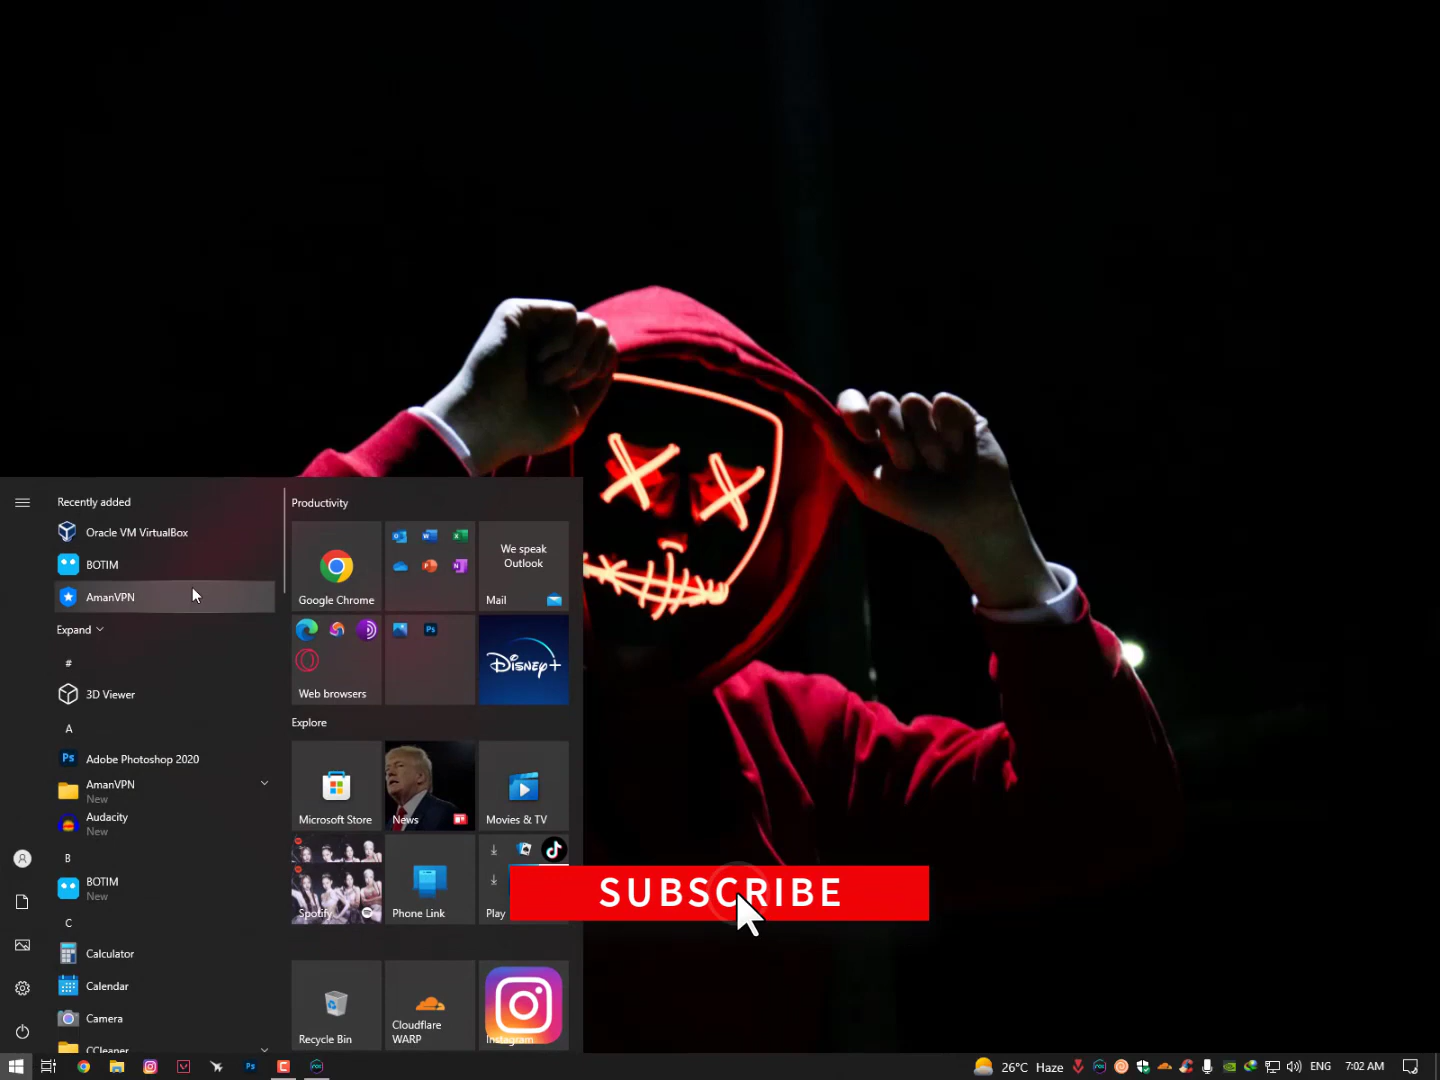 Recently added
Oracle VM VirtualBox
BOTIM
AmanVPN
Expand
#
3D Viewer
A
Adobe Photoshop 2020
AmanVPN
New
Audacity
New
B
BOTIM
New
C
Calculator
Calendar
Camera
CCleaner
Productivity
Google Chrome
We speak
Outlook
Mail
Web browsers
Ps
Disney+
Explore
Microsoft Store
News
Movies & TV
Spotify
Phone Link
Play
Recycle Bin
Cloudflare
WARP
Instagram
SUBSCRIBE
26°C Haze
ENG
7:02 AM